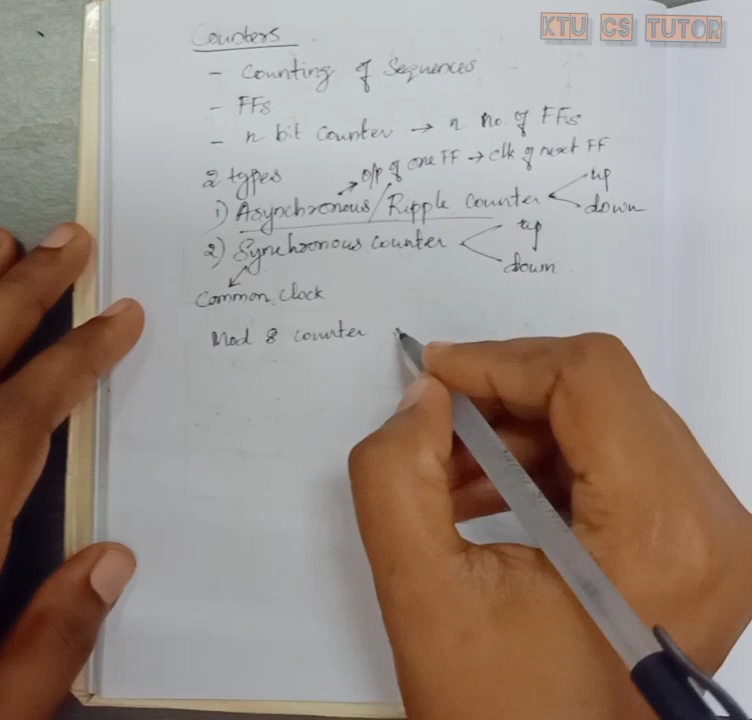 KTU CS TUTOR
Counters
- Counting of Sequences
- FFs
- n bit Counter → n No. of FFs
2 types
o/p of one FF → clk of next FF
1) Asynchronous / Ripple Counter
up
down
2) Synchronous counter
up
down
Common Clock
Mod 8 counter